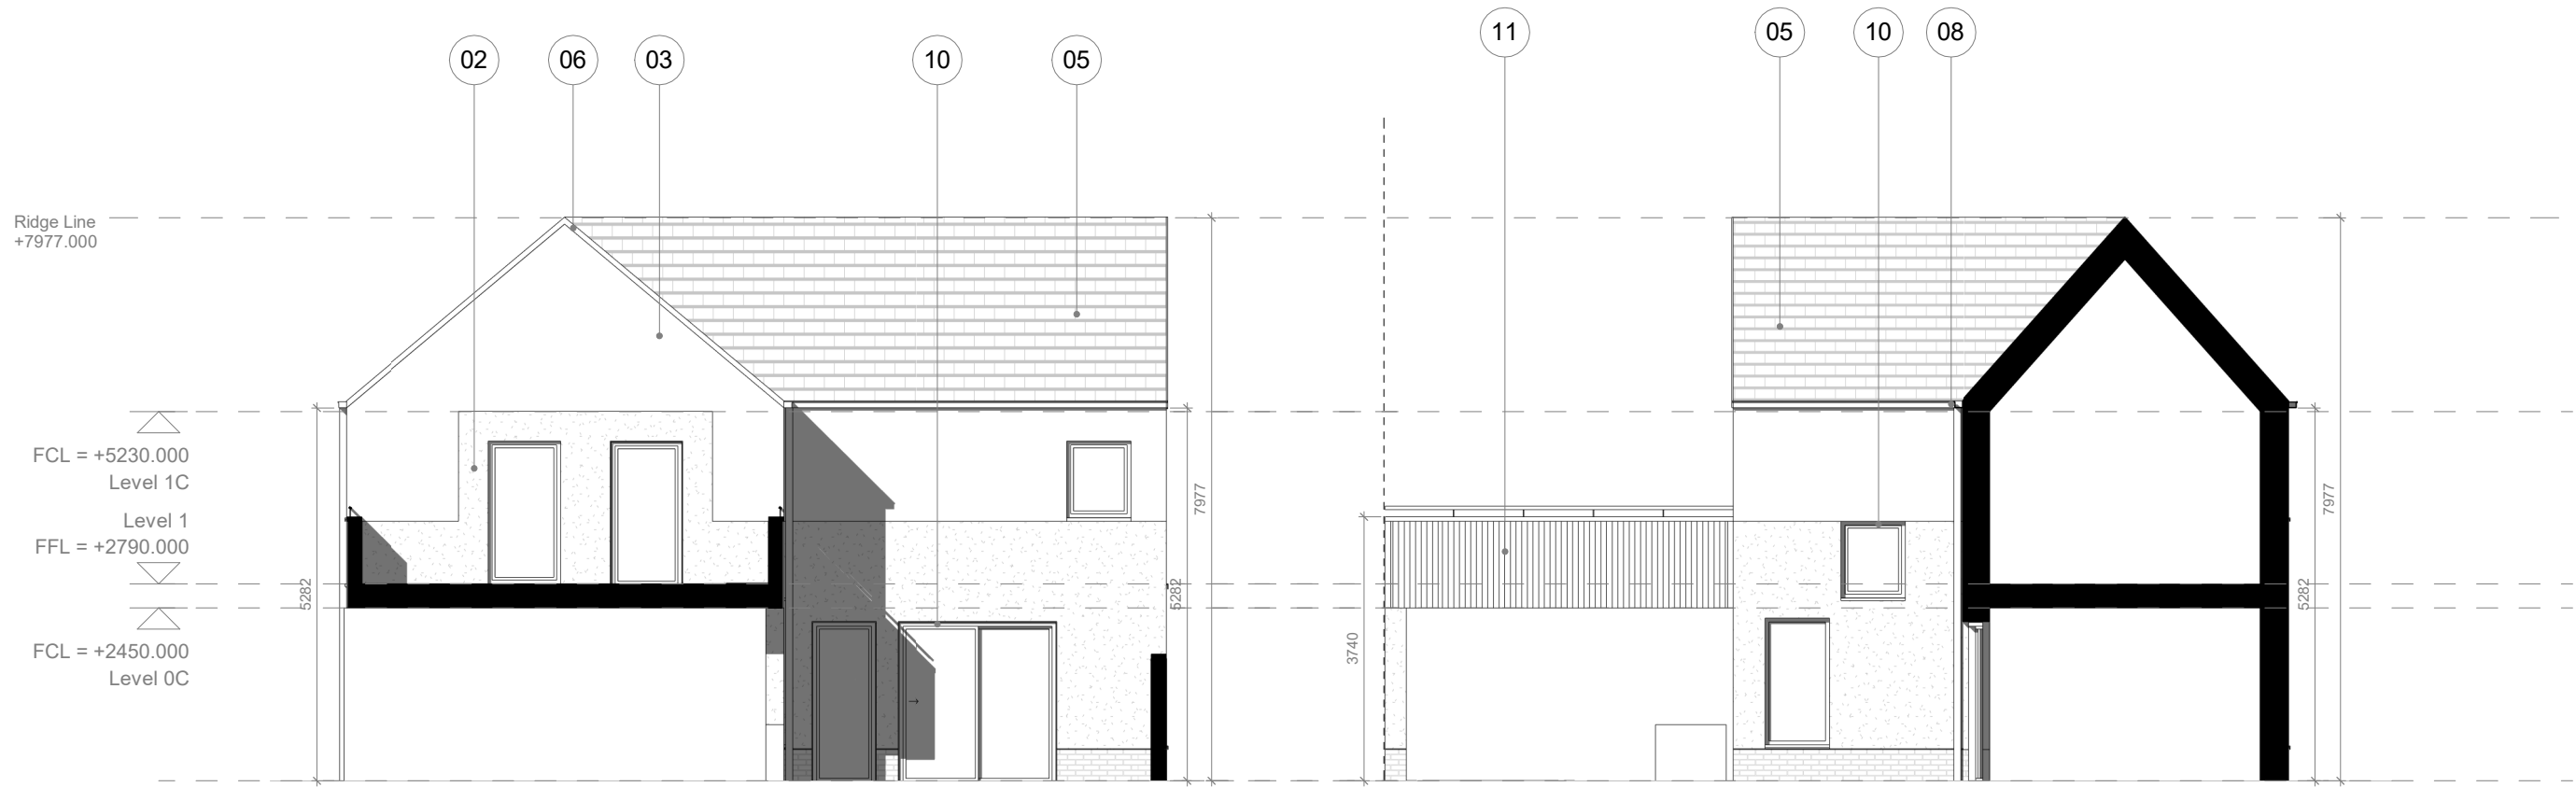 02
06
03
10
05
11
05
10
08
Ridge Line
+7977.000
FCL = +5230.000
Level 1C
Level 1
FFL = +2790.000
FCL = +2450.000
Level 0C
5282
5282
7977
3740
5282
7977